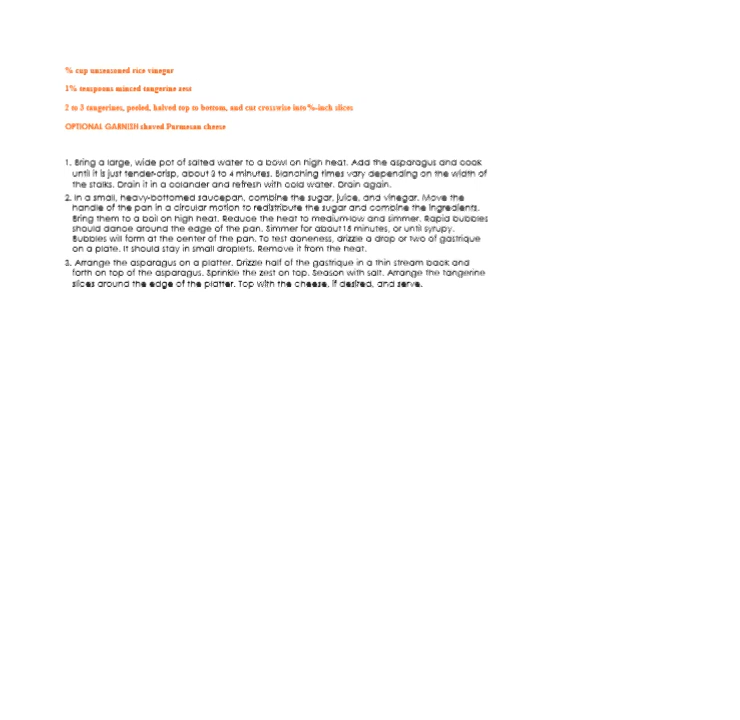 % cup unseasoned rice vinegar
1% teaspoons minced tangerine zest
2 to 3 tangerines, peeled, halved top to bottom, and cut crosswise into %-inch slices
OPTIONAL GARNISH shaved Parmesan cheese
1. Bring a large, wide pot of salted water to a bowl on high heat. Add the asparagus and cook
until it is just tender-crisp, about 2 to 4 minutes. Blanching times vary depending on the width of
the stalks. Drain it in a colander and refresh with cold water. Drain again.
2. In a small, heavy-bottomed saucepan, combine the sugar, juice, and vinegar. Move the
handle of the pan in a circular motion to redistribute the sugar and combine the ingredients.
Bring them to a boil on high heat. Reduce the heat to mediumlow and simmer. Rapid bubbles
should dance around the edge of the pan. Simmer for about 15 minutes, or until syrupy.
Bubbles will form at the center of the pan. To test doneness, drizzle a drop or two of gastrique
on a plate. It should stay in small droplets. Remove it from the heat.
3. Arrange the asparagus on a platter. Drizzle half of the gastrique in a thin stream back and
forth on top of the asparagus. Sprinkle the zest on top. Season with salt. Arrange the tangerine
slices around the edge of the platter. Top with the cheese, if desired, and serve.